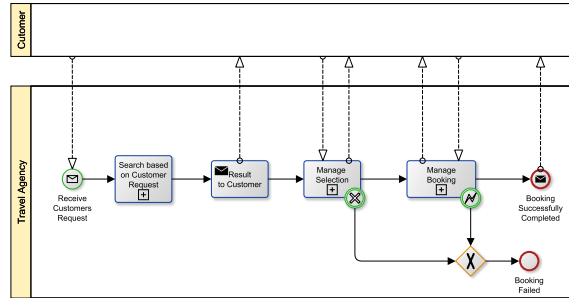 Cutomer
Travel Agency
Receive
Customers
Request
Search based
on Customer
Request
Result
to Customer
Manage
Selection
Manage
Booking
Booking
Successfully
Completed
Booking
Failed